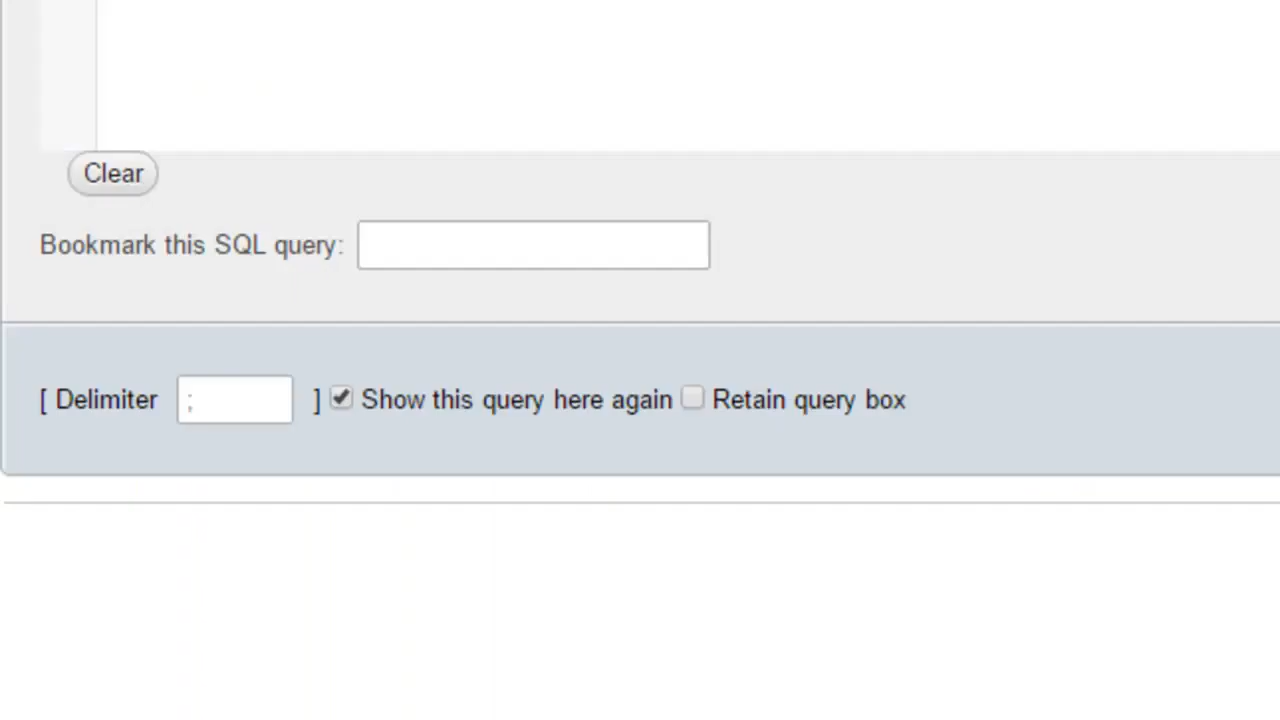 Clear
Bookmark this SQL query:
[ Delimiter ; ] Show this query here again Retain query box